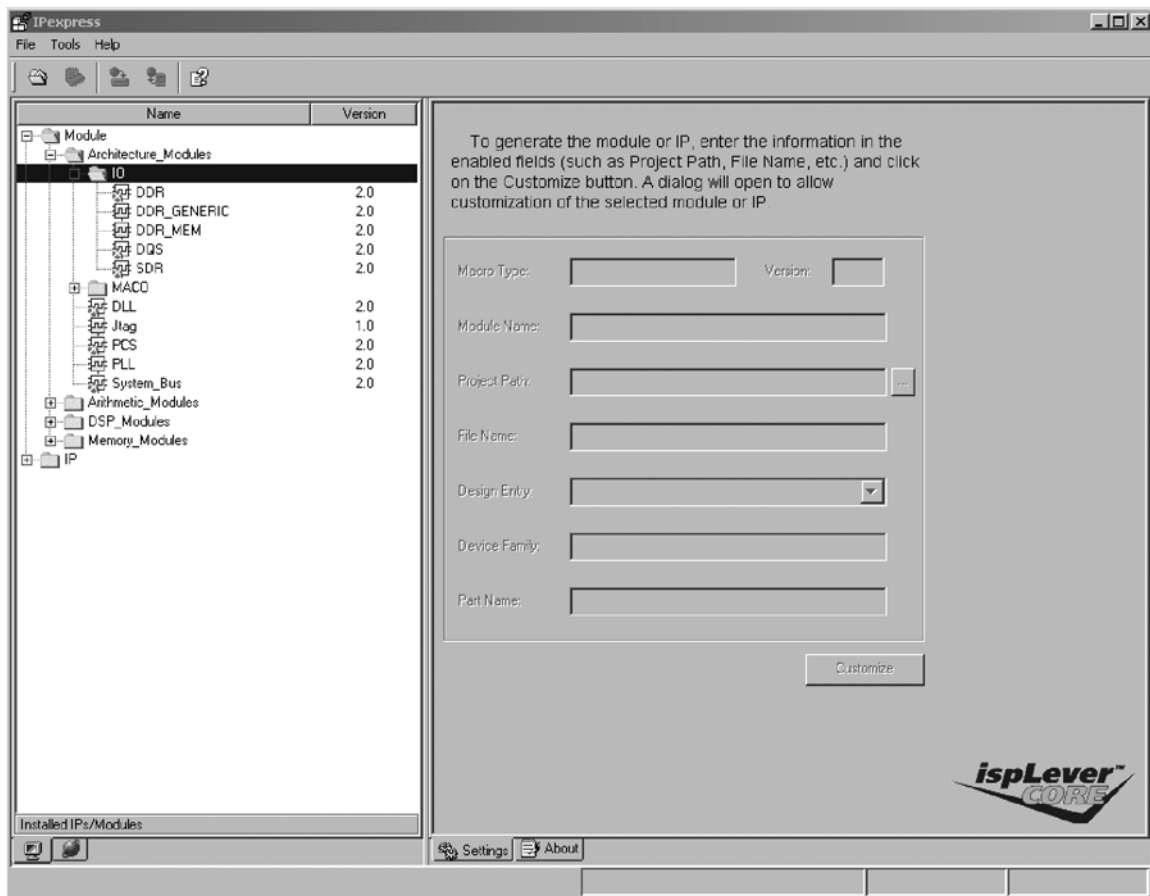 IPexpress
File Tools Help
Name Version
Module
Architecture_Modules
IO
DDR 2.0
DDR_GENERIC 2.0
DDR_MEM 2.0
DQS 2.0
SDR 2.0
MACO
DLL 2.0
Jtag 1.0
PCS 2.0
PLL 2.0
System_Bus 2.0
Arithmetic_Modules
DSP_Modules
Memory_Modules
IP
Installed IPs/Modules
To generate the module or IP, enter the information in the
enabled fields (such as Project Path, File Name, etc.) and click
on the Customize button. A dialog will open to allow
customization of the selected module or IP.
Macro Type: Version:
Module Name:
Project Path: ...
File Name:
Design Entry:
Device Family:
Part Name:
Customize
ispLever™
CORE
Settings About